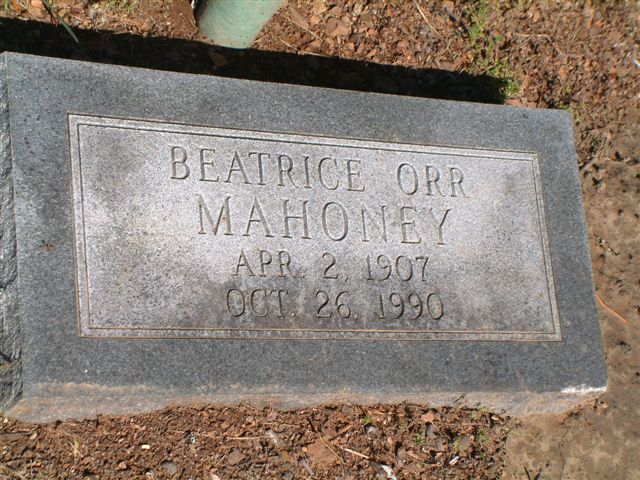 BEATRICE ORR
MAHONEY
APR. 2, 1907
OCT. 26, 1990